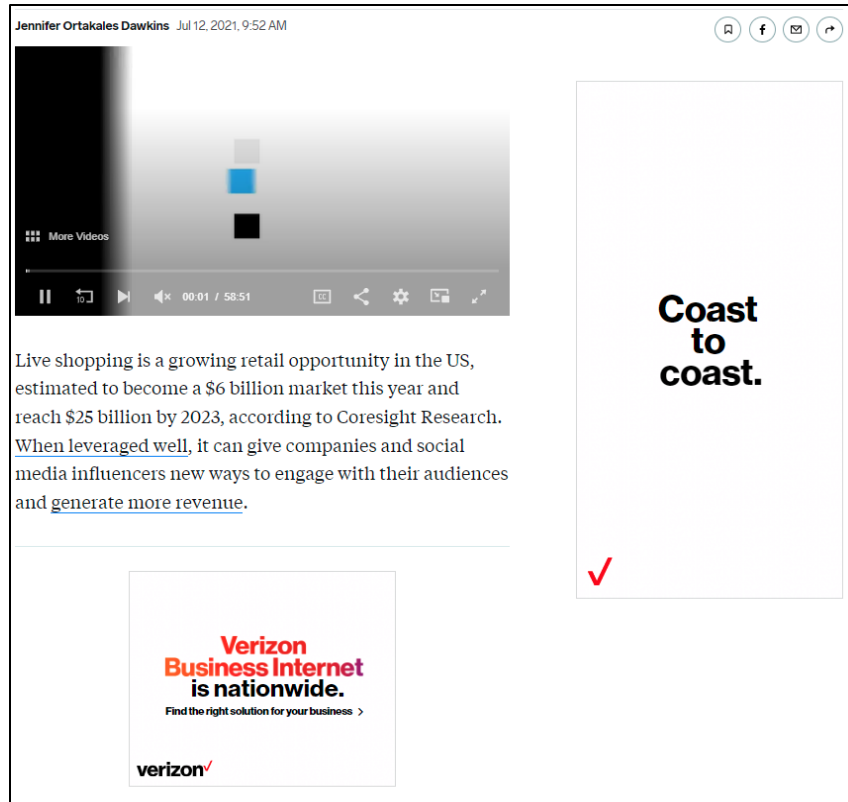 Jennifer Ortakales Dawkins Jul 12, 2021, 9:52 AM
More Videos
10 00:01 / 58:51 CC
Live shopping is a growing retail opportunity in the US,
estimated to become a $6 billion market this year and
reach $25 billion by 2023, according to Coresight Research.
When leveraged well, it can give companies and social
media influencers new ways to engage with their audiences
and generate more revenue.
Verizon
Business Internet
is nationwide.
Find the right solution for your business >
verizon
Coast
to
coast.